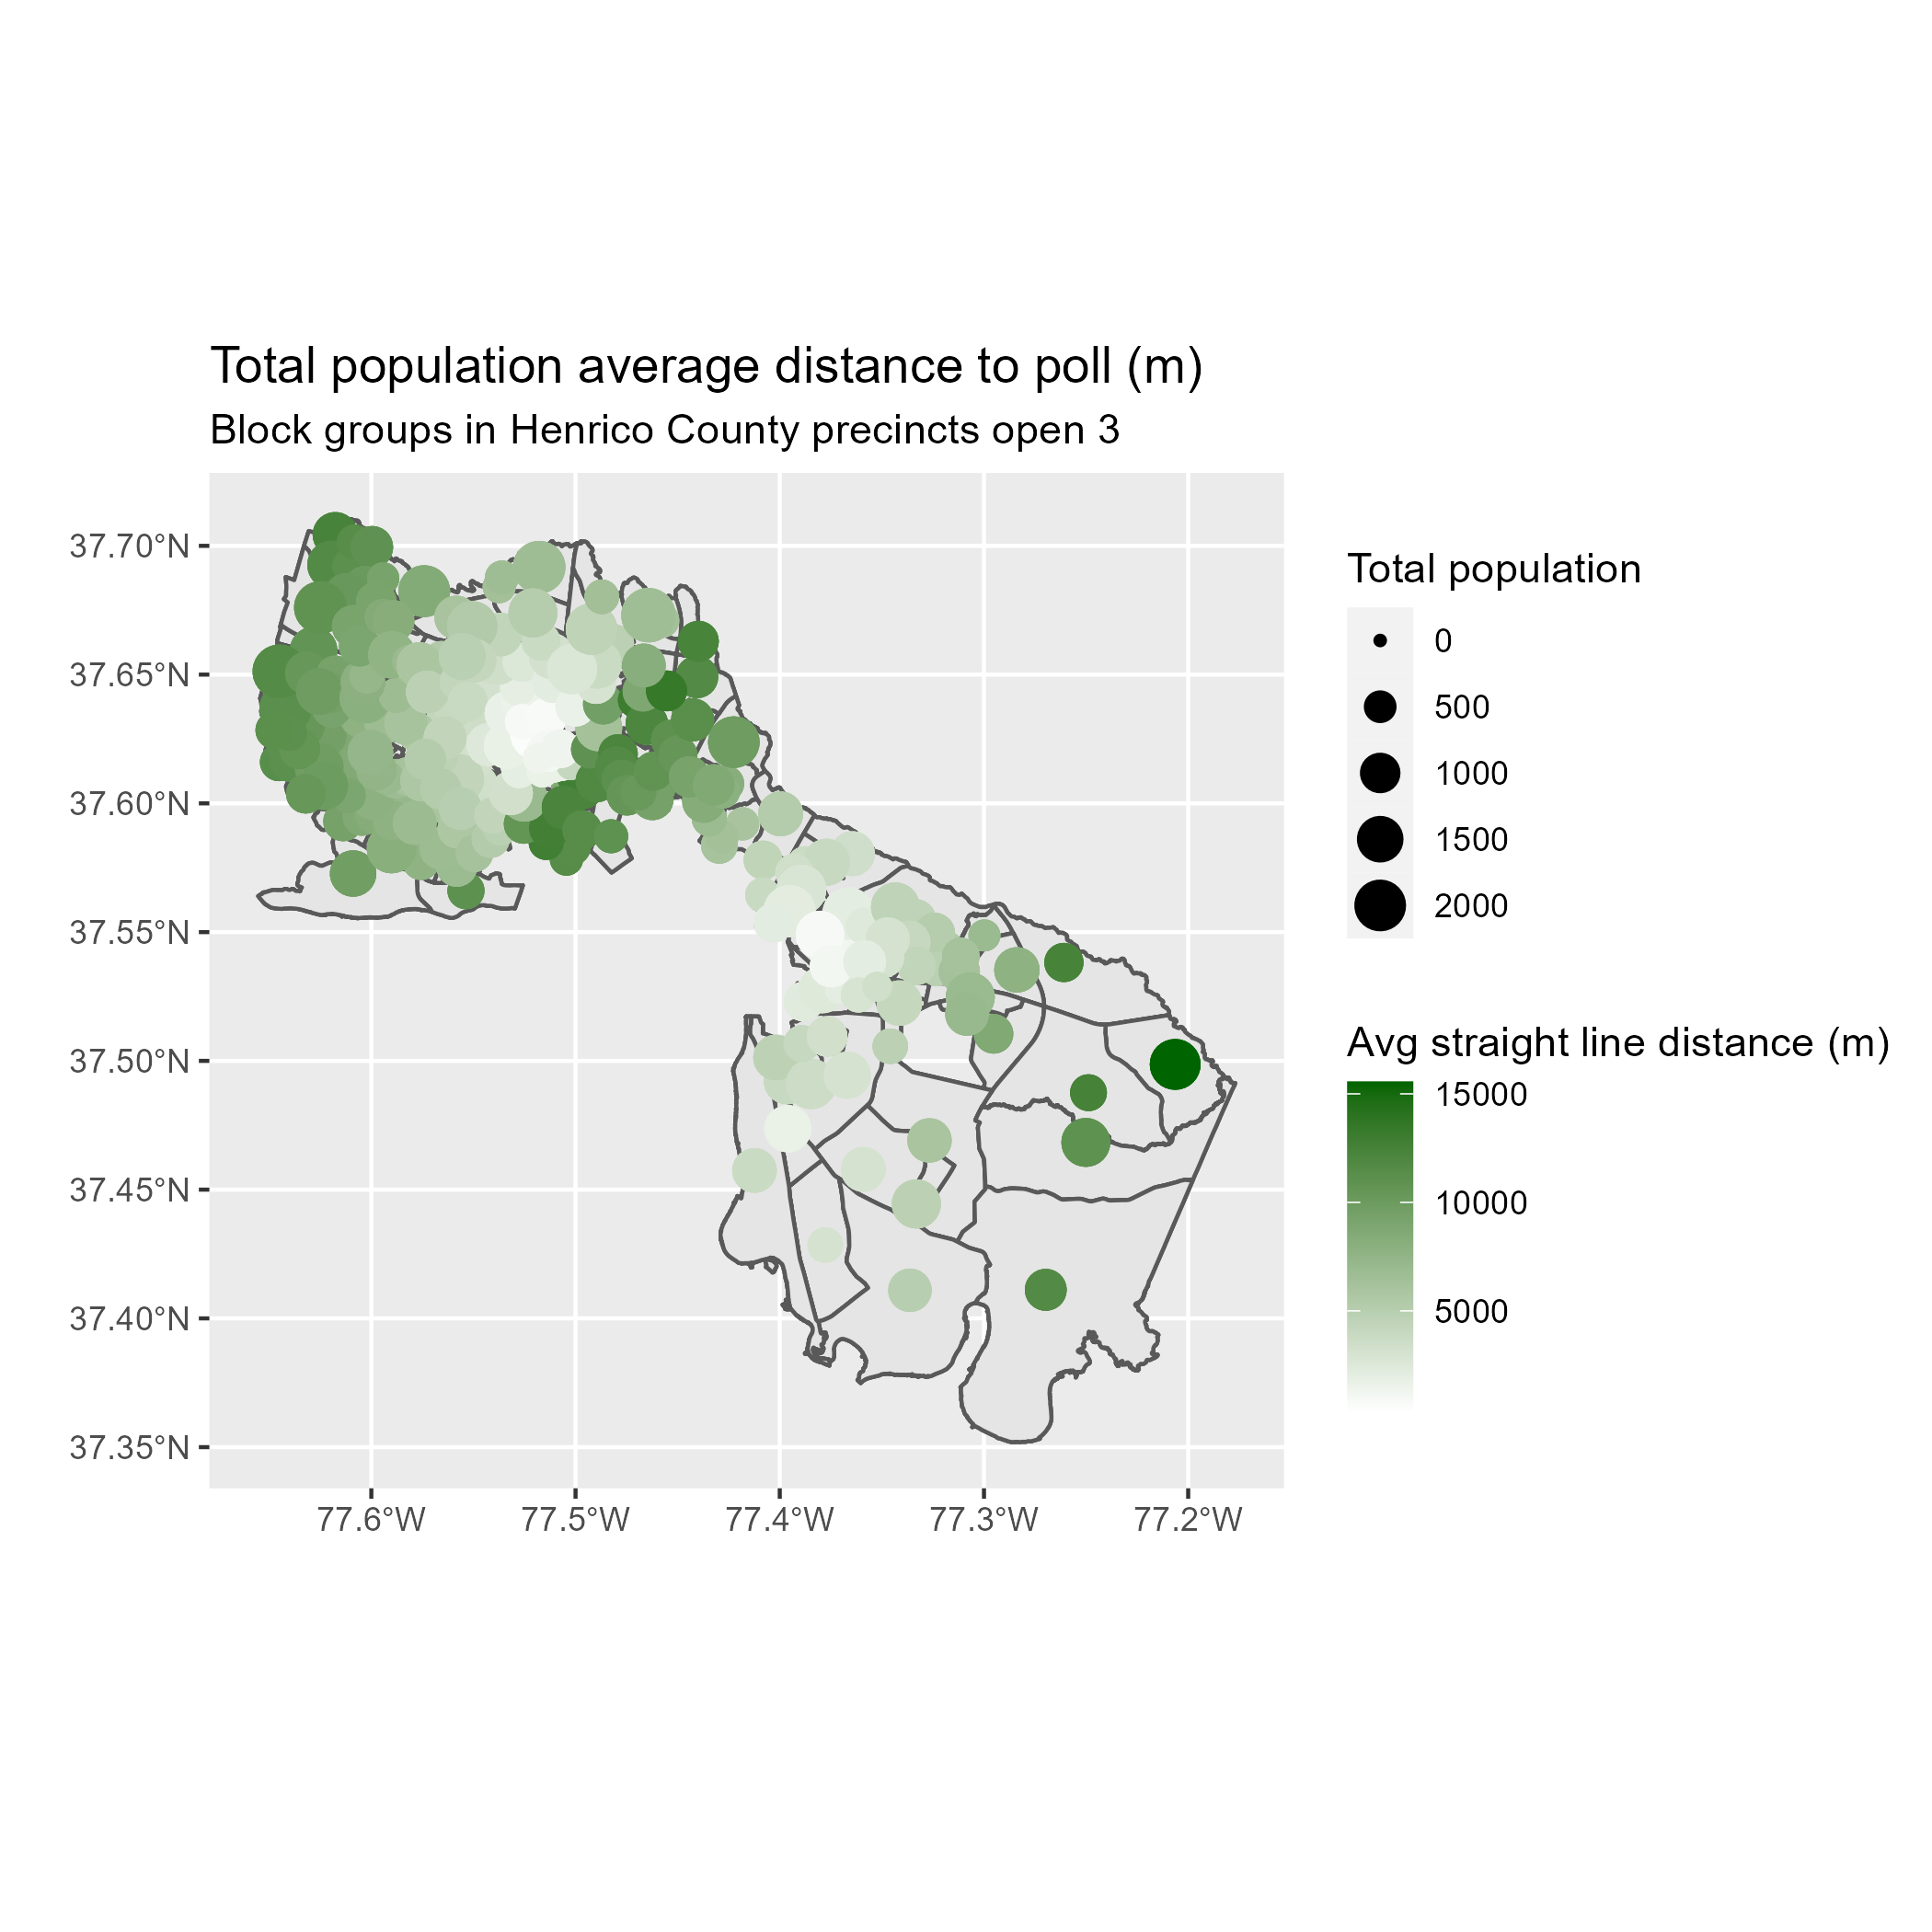 Total population average distance to poll (m)
Block groups in Henrico County precincts open 3
37.70°N
37.65°N
37.60°N
37.55°N
37.50°N
37.45°N
37.40°N
37.35°N
77.6°W
77.5°W
77.4°W
77.3°W
77.2°W
Total population
0
500
1000
1500
2000
Avg straight line distance (m)
15000
10000
5000